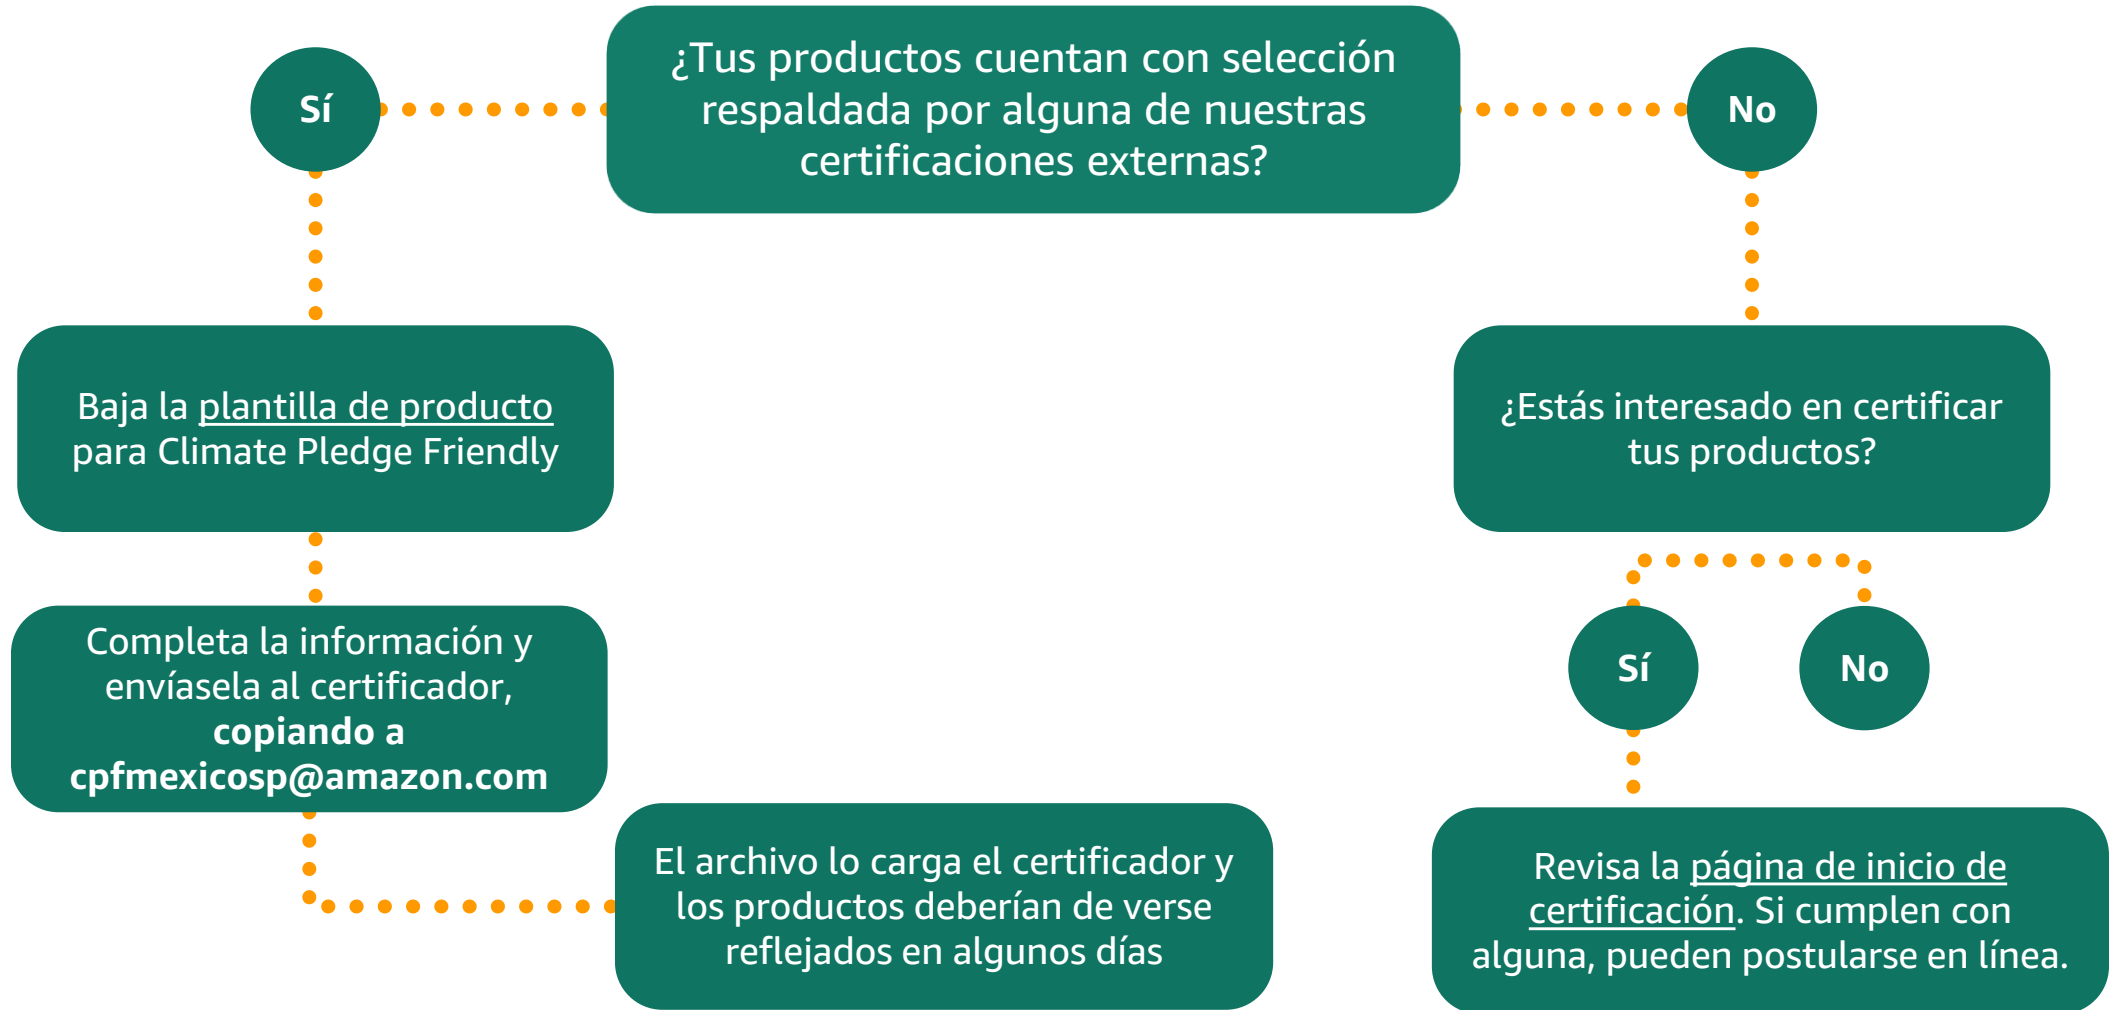 ¿Tus productos cuentan con selección
respaldada por alguna de nuestras
certificaciones externas?
Sí
No
Baja la plantilla de producto
para Climate Pledge Friendly
¿Estás interesado en certificar
tus productos?
Completa la información y
envíasela al certificador,
copiando a
cpfmexicosp@amazon.com
Sí
No
El archivo lo carga el certificador y
los productos deberían de verse
reflejados en algunos días
Revisa la página de inicio de
certificación. Si cumplen con
alguna, pueden postularse en línea.